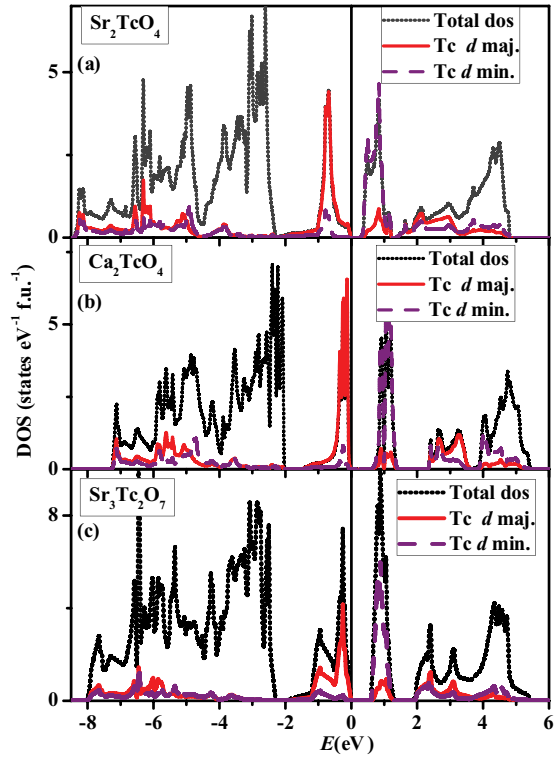 Sr₂TcO₄
(a)
Total dos
Tc d maj.
Tc d min.
5
0
Ca₂TcO₄
(b)
Total dos
Tc d maj.
Tc d min.
5
0
DOS (states eV⁻¹ f.u.⁻¹)
Sr₃Tc₂O₇
(c)
Total dos
Tc d maj.
Tc d min.
8
0
-8 -6 -4 -2 0 2 4 6
E(eV)